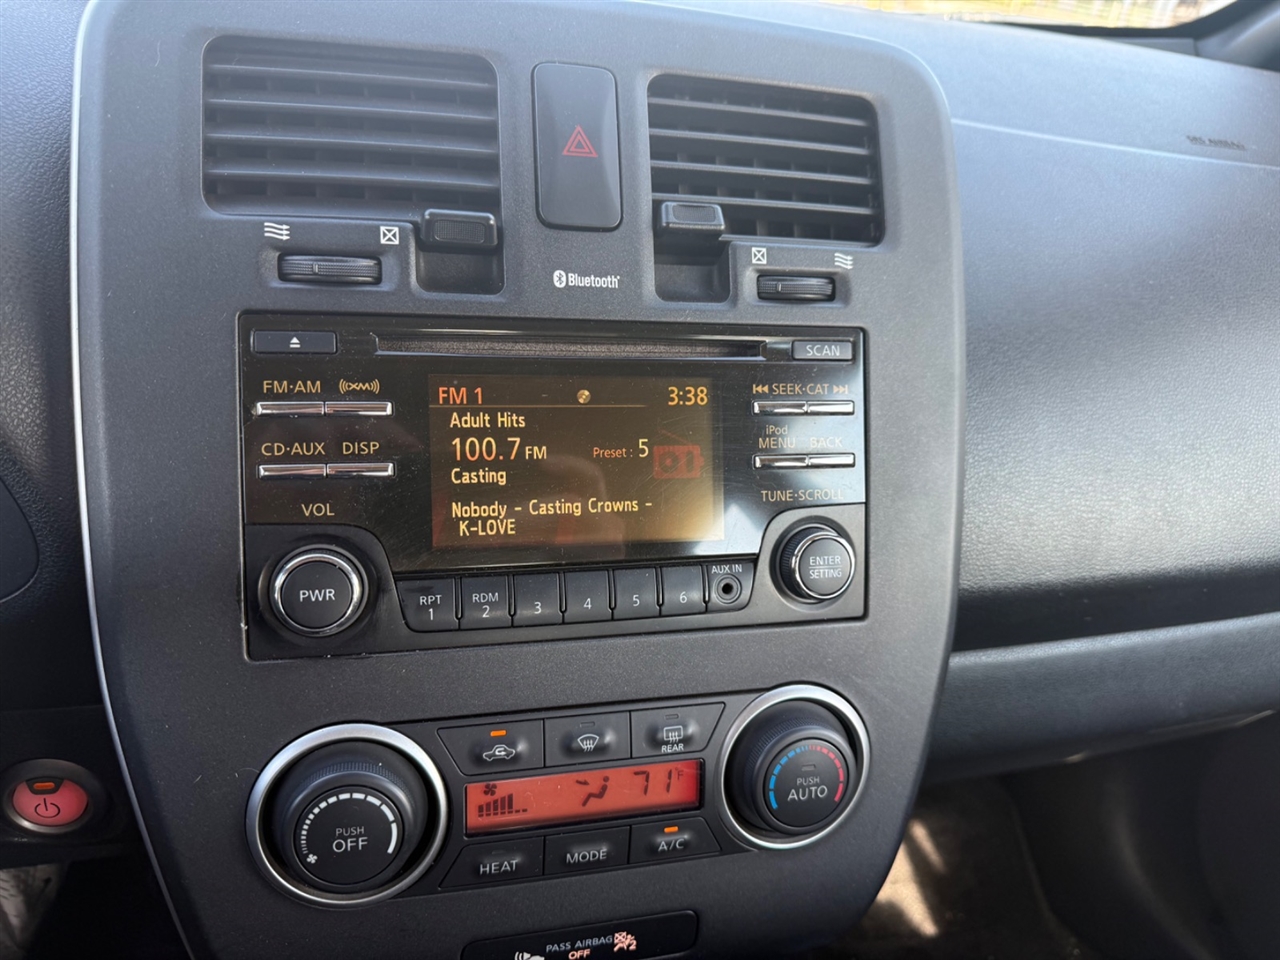 Bluetooth
SCAN
FM·AM
XM
SEEK·CAT
CD·AUX
DISP
iPod
MENU
BACK
VOL
TUNE·SCROLL
FM 1
3:38
Adult Hits
100.7 FM
Preset : 5
Casting
Nobody - Casting Crowns -
K-LOVE
PWR
RPT
1
RDM
2
3
4
5
6
AUX IN
ENTER
SETTING
REAR
71°F
PUSH
OFF
PUSH
AUTO
HEAT
MODE
A/C
PASS AIRBAG
OFF
2